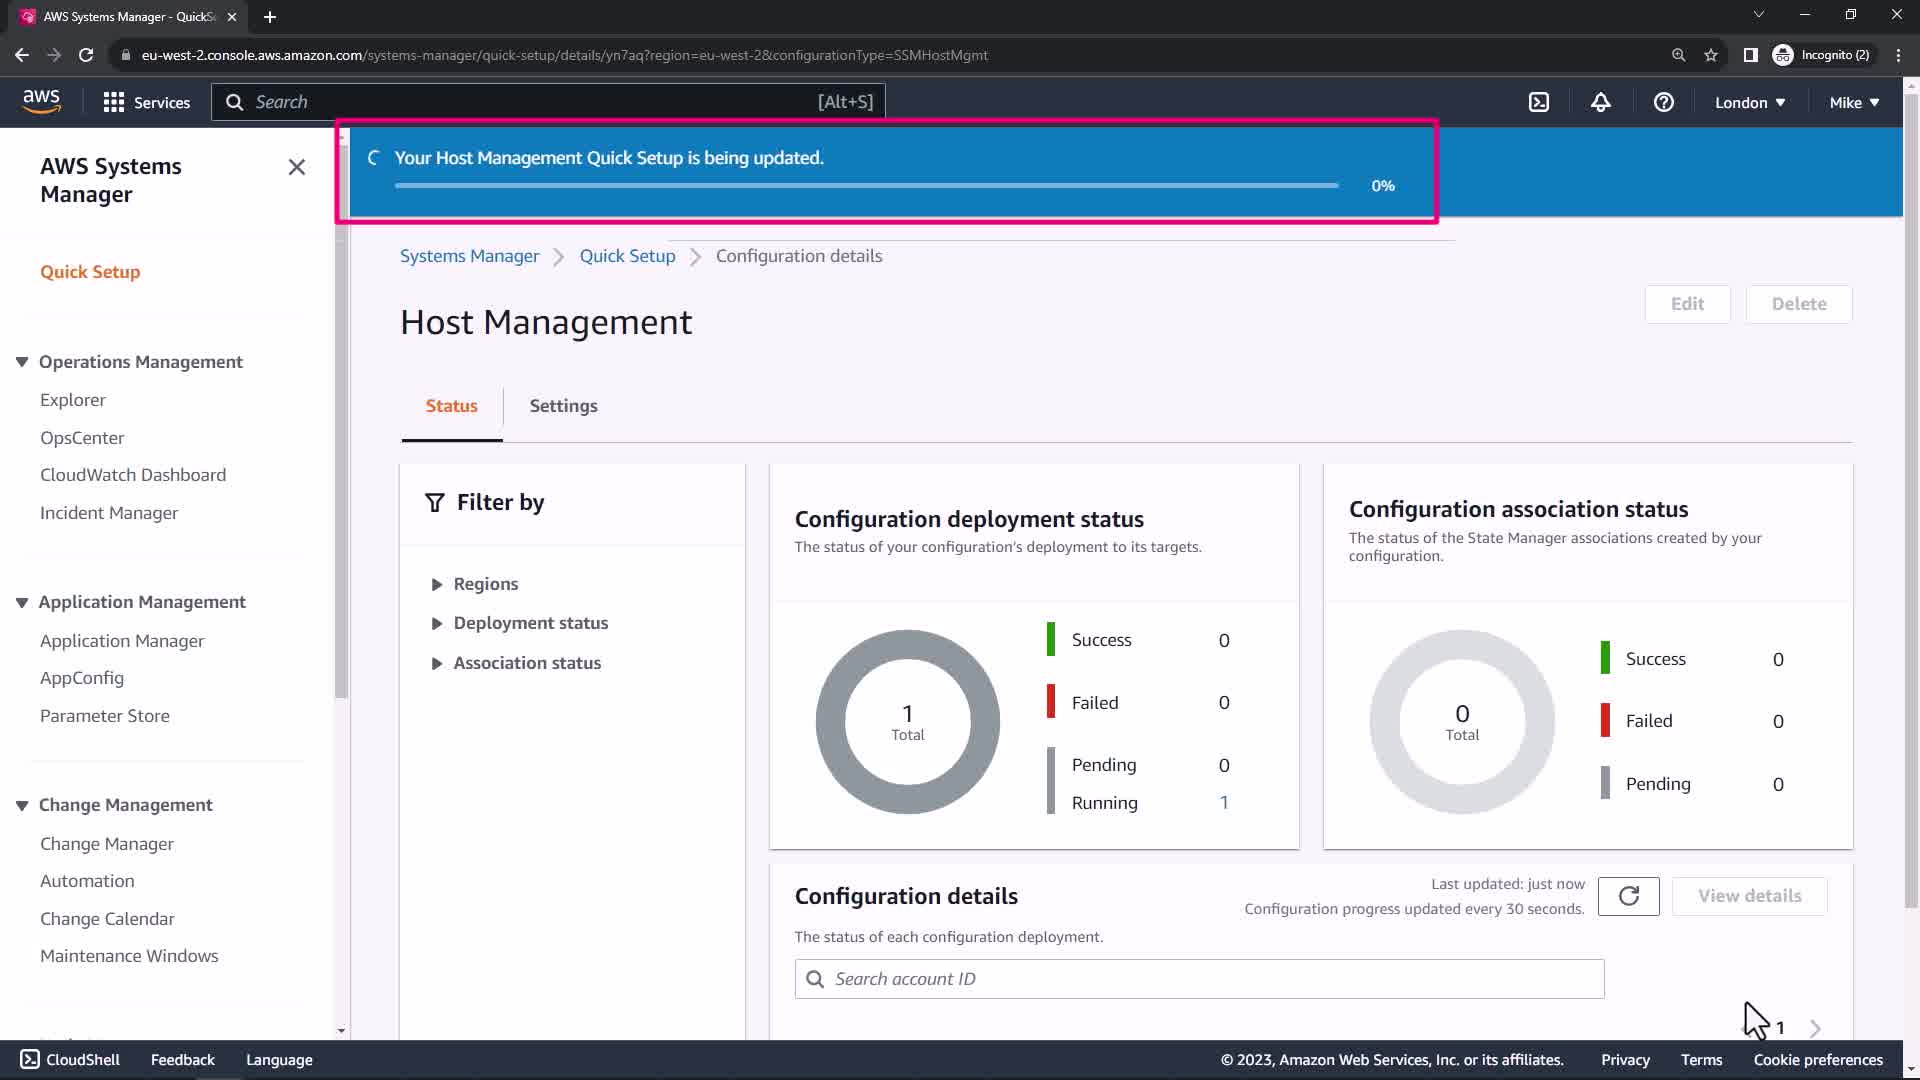 AWS Systems Manager - QuickS
eu-west-2.console.aws.amazon.com/systems-manager/quick-setup/details/yn7aq?region=eu-west-2&configurationType=SSMHostMgmt
Incognito (2)
aws
Services
Search
[Alt+S]
London
Mike
AWS Systems
Manager
Quick Setup
Operations Management
Explorer
OpsCenter
CloudWatch Dashboard
Incident Manager
Application Management
Application Manager
AppConfig
Parameter Store
Change Management
Change Manager
Automation
Change Calendar
Maintenance Windows
Your Host Management Quick Setup is being updated.
0%
Systems Manager
Quick Setup
Configuration details
Host Management
Edit
Delete
Status
Settings
Filter by
Regions
Deployment status
Association status
Configuration deployment status
The status of your configuration's deployment to its targets.
1
Total
Success 0
Failed 0
Pending 0
Running 1
Configuration association status
The status of the State Manager associations created by your
configuration.
0
Total
Success 0
Failed 0
Pending 0
Configuration details
Last updated: just now
Configuration progress updated every 30 seconds.
View details
The status of each configuration deployment.
Search account ID
1
CloudShell
Feedback
Language
© 2023, Amazon Web Services, Inc. or its affiliates.
Privacy
Terms
Cookie preferences